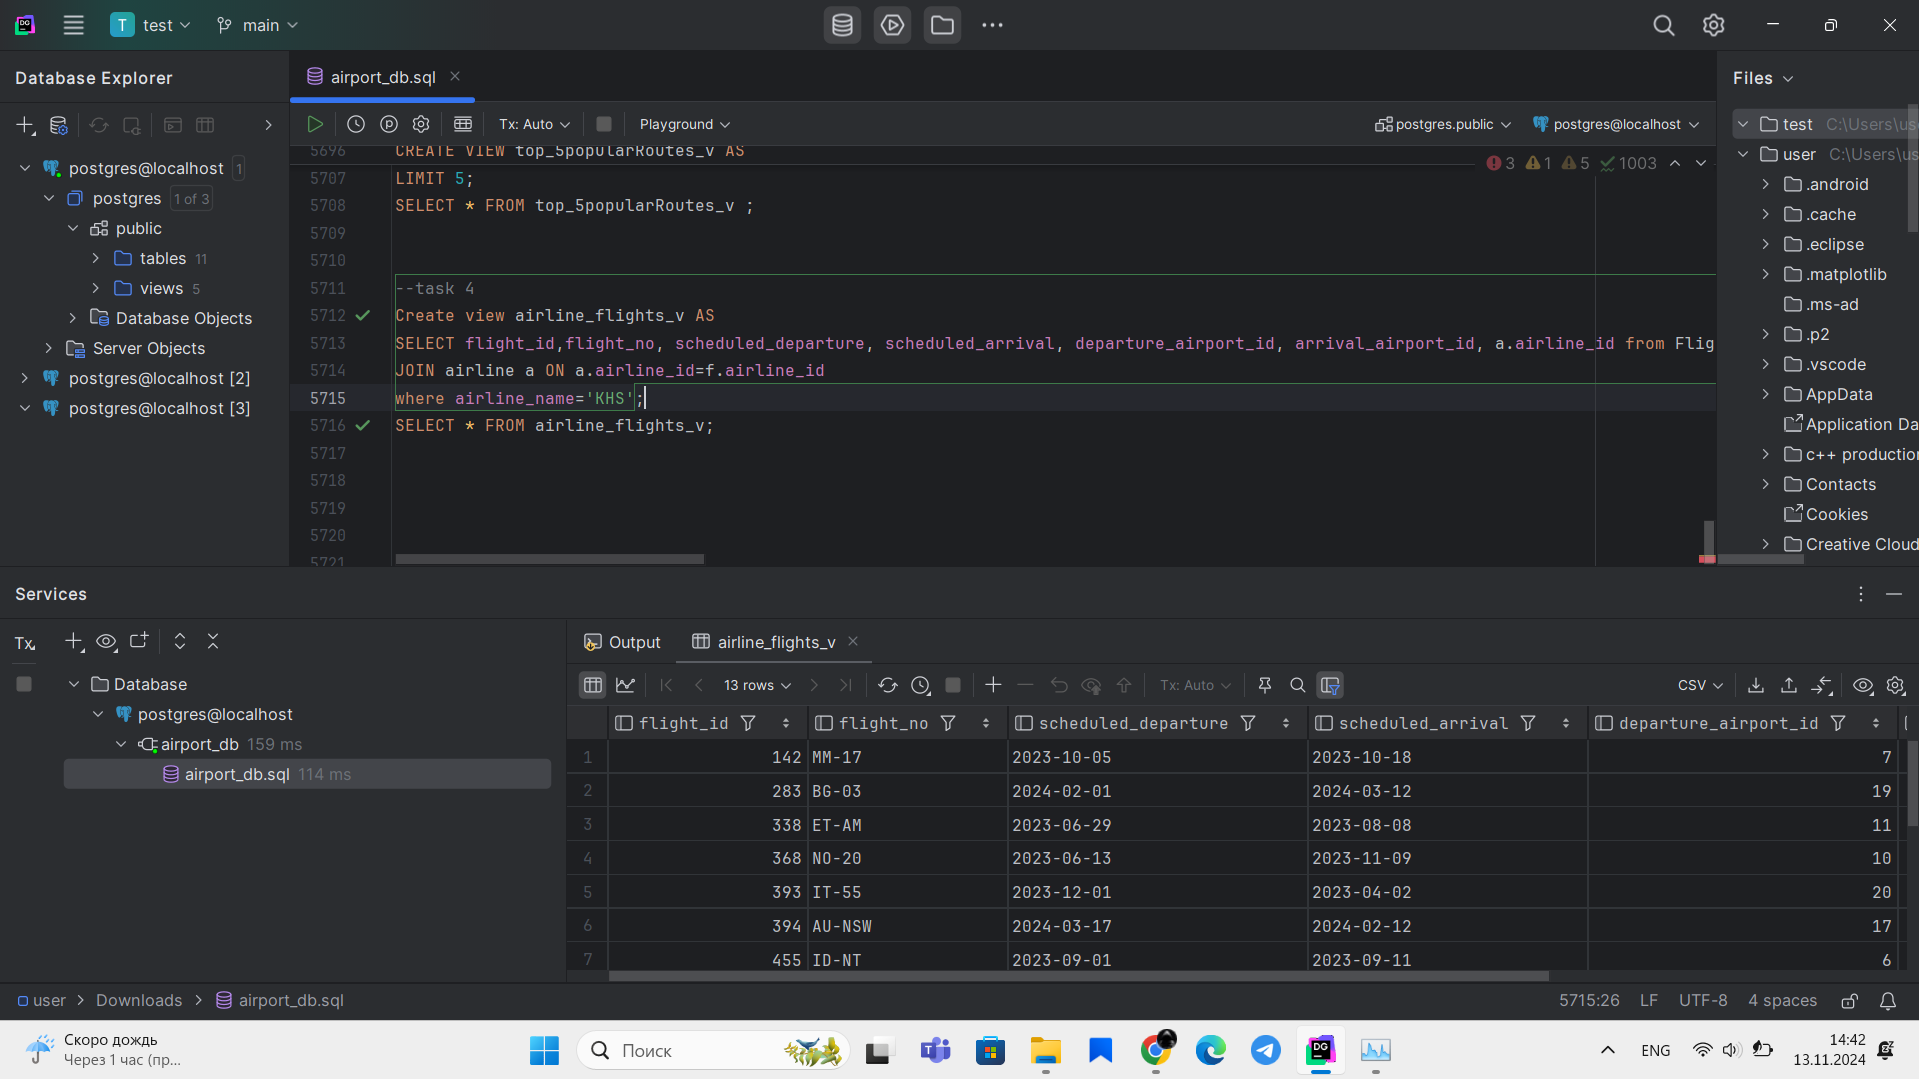 T test main
Database Explorer
airport_db.sql
Files
Tx: Auto Playground postgres.public postgres@localhost
postgres@localhost 1
postgres 1 of 3
public
tables 11
views 5
Database Objects
Server Objects
postgres@localhost [2]
postgres@localhost [3]
3 1 5 1003
5696 CREATE VIEW top_5popularRoutes_v AS
5707 LIMIT 5;
5708 SELECT * FROM top_5popularRoutes_v ;
5709
5710
5711 --task 4
5712 Create view airline_flights_v AS
5713 SELECT flight_id,flight_no, scheduled_departure, scheduled_arrival, departure_airport_id, arrival_airport_id, a.airline_id from Flig
5714 JOIN airline a ON a.airline_id=f.airline_id
5715 where airline_name='KHS';
5716 SELECT * FROM airline_flights_v;
5717
5718
5719
5720
5721
test C:\Users\us
user C:\Users\us
.android
.cache
.eclipse
.matplotlib
.ms-ad
.p2
.vscode
AppData
Application Da
c++ production
Contacts
Cookies
Creative Cloud
Services
Tx
Database
postgres@localhost
airport_db 159 ms
airport_db.sql 114 ms
Output airline_flights_v
13 rows Tx: Auto CSV
flight_id flight_no scheduled_departure scheduled_arrival departure_airport_id
1 142 MM-17 2023-10-05 2023-10-18 7
2 283 BG-03 2024-02-01 2024-03-12 19
3 338 ET-AM 2023-06-29 2023-08-08 11
4 368 NO-20 2023-06-13 2023-11-09 10
5 393 IT-55 2023-12-01 2023-04-02 20
6 394 AU-NSW 2024-03-17 2024-02-12 17
7 455 ID-NT 2023-09-01 2023-09-11 6
user Downloads airport_db.sql
5715:26 LF UTF-8 4 spaces
Скоро дождь
Через 1 час (пр...
Поиск
ENG
14:42
13.11.2024